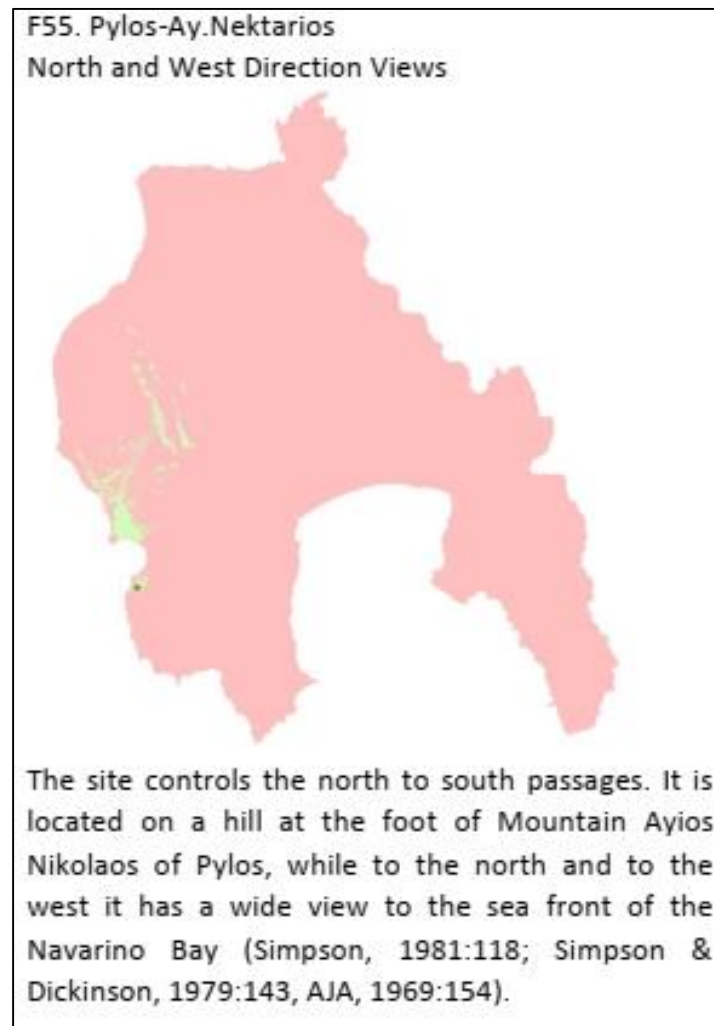 F55. Pylos-Ay.Nektarios
North and West Direction Views
The site controls the north to south passages. It is
located on a hill at the foot of Mountain Ayios
Nikolaos of Pylos, while to the north and to the
west it has a wide view to the sea front of the
Navarino Bay (Simpson, 1981:118; Simpson &
Dickinson, 1979:143, AJA, 1969:154).